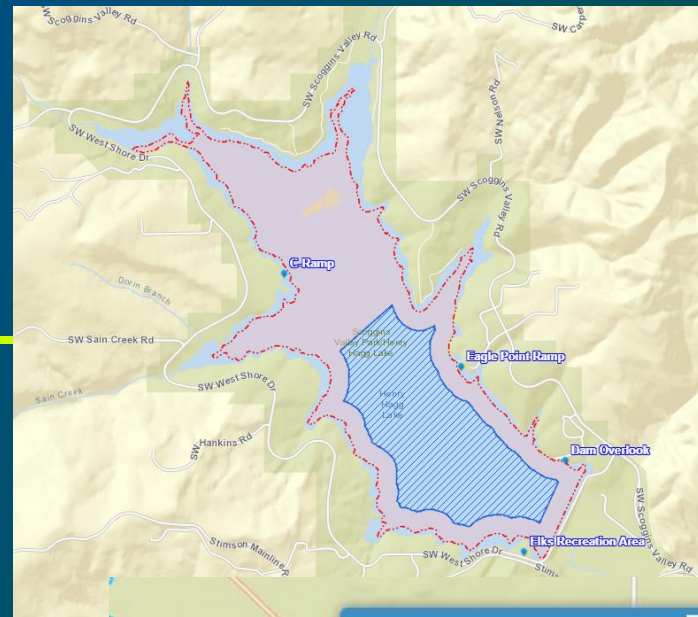 SW Scoggins Valley Rd
SW Scoggins Valley Rd
SW Nelson Rd
SW West Shore Dr
SW Scoggins
Valley Rd
C-Ramp
Dorin Branch
SW Sain Creek Rd
Scoggins
Valley Park/Henry
Hagg Lake
Eagle Point Ramp
Sain Creek
SW West Shore Dr
Henry
Hagg
Lake
SW
Hankins Rd
Dam Overlook
SW Scoggins Valley Rd
Stimson Mainline R
SW West Shore Dr
Elks Recreation Area